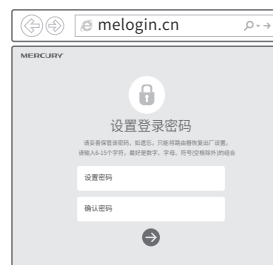 melogin.cn
MERCURY
设置登录密码
请妥善保管该密码，如遗忘，只能将路由器恢复出厂设置。
请输入6-15个字符，最好是数字、字母、符号(空格除外)的组合
设置密码
确认密码